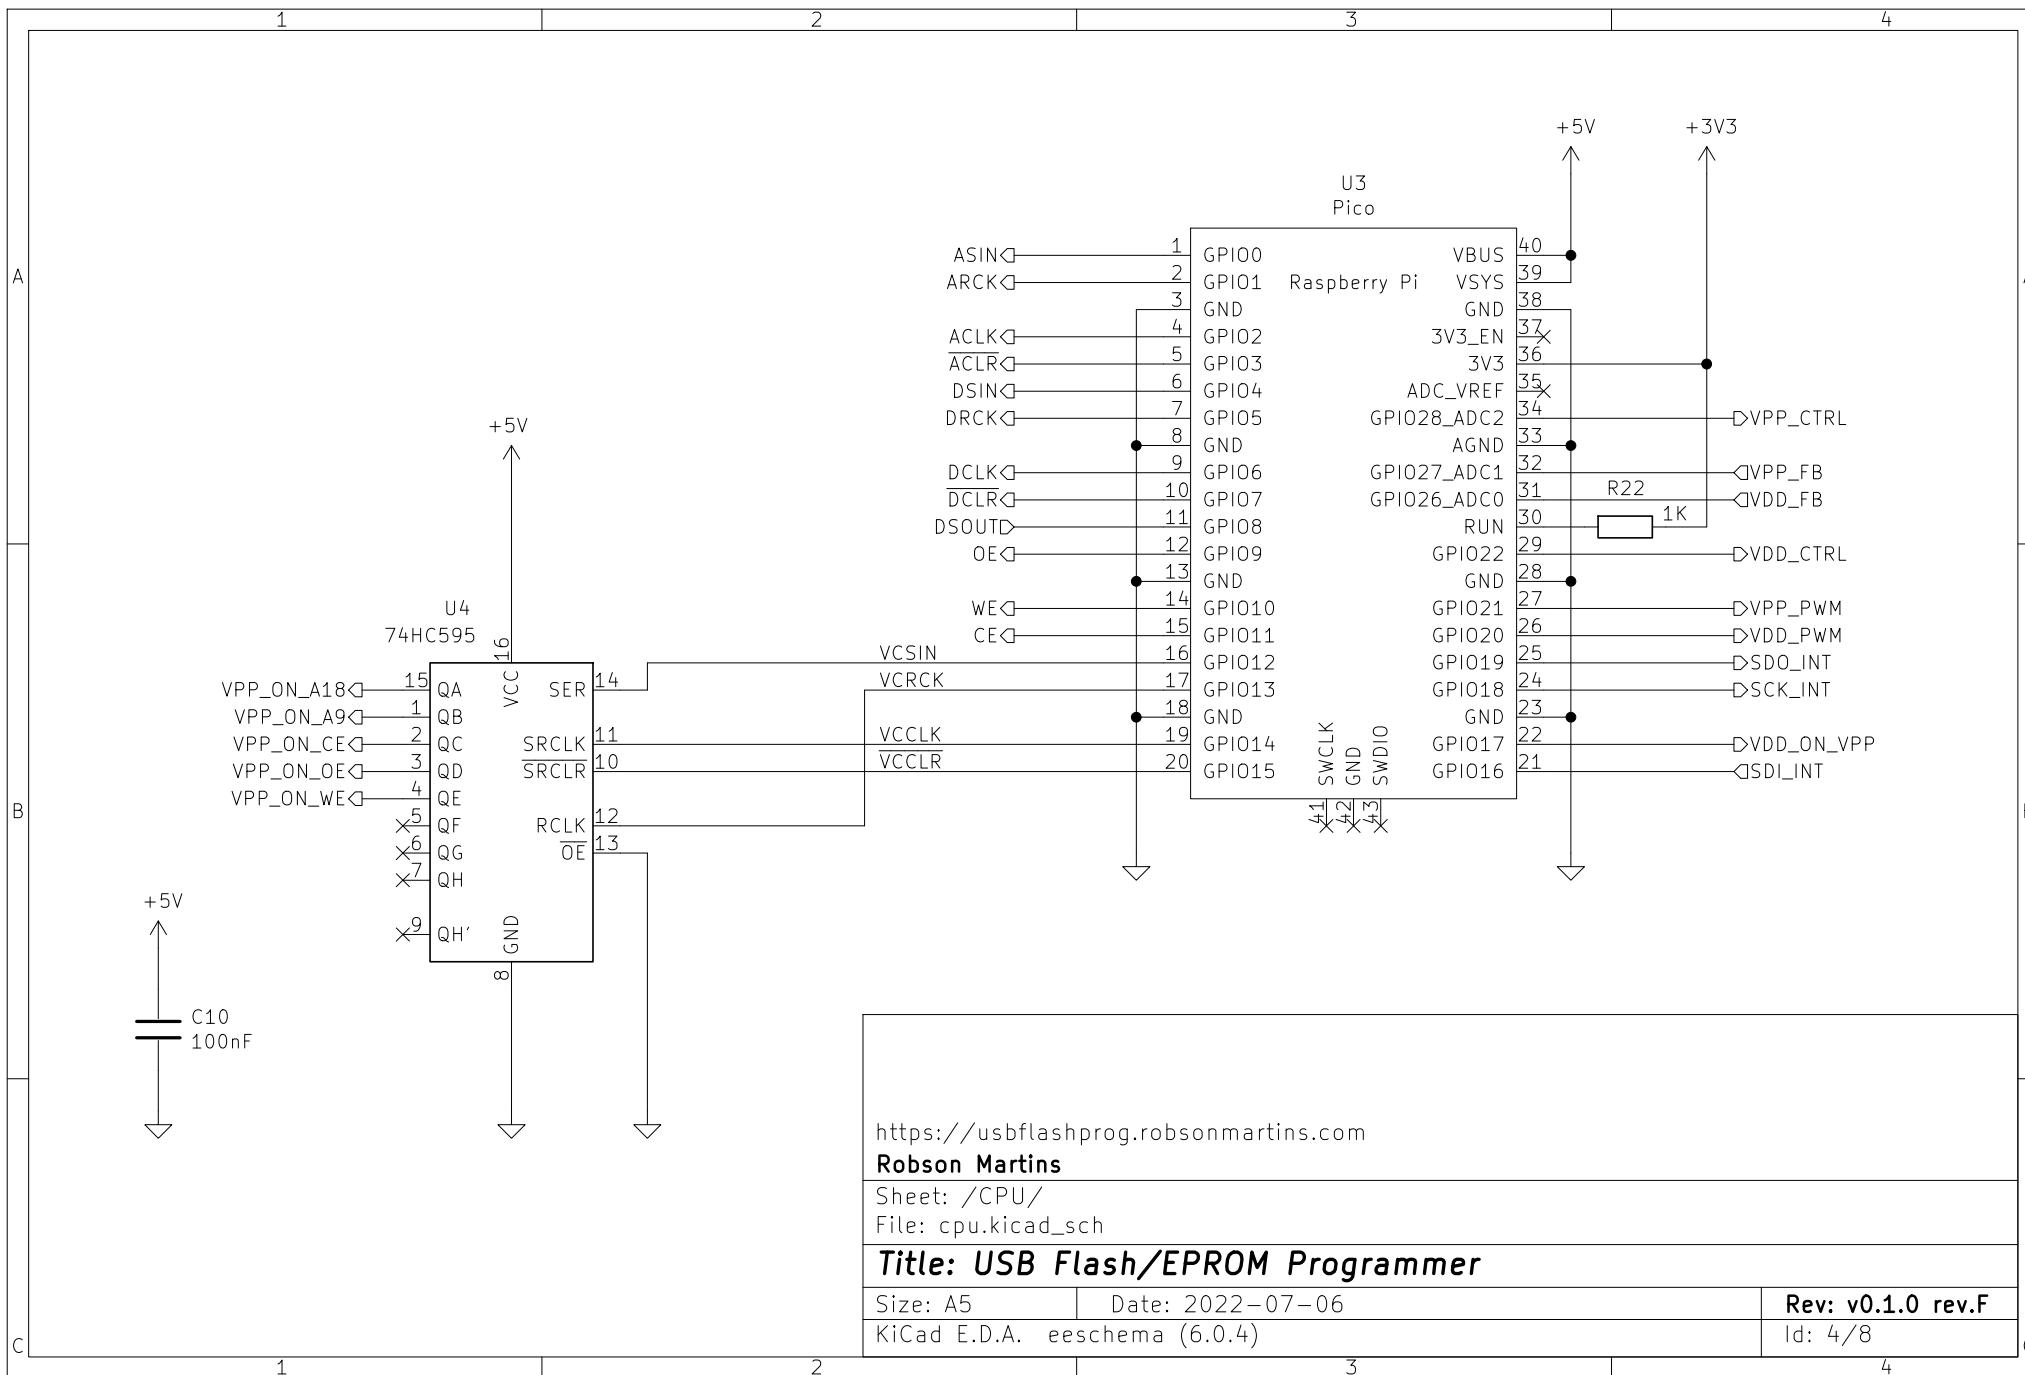 1 2 3 4
+5V +3V3
U3
Pico
Raspberry Pi
ASIN 1 GPIO0 VBUS 40
ARCK 2 GPIO1 VSYS 39
3 GND GND 38
ACLK 4 GPIO2 3V3_EN 37
ACLR 5 GPIO3 3V3 36
DSIN 6 GPIO4 ADC_VREF 35
DRCK 7 GPIO5 GPIO28_ADC2 34 VPP_CTRL
8 GND AGND 33
DCLK 9 GPIO6 GPIO27_ADC1 32 VPP_FB
DCLR 10 GPIO7 GPIO26_ADC0 31 VDD_FB
R22
1K
DSOUT 11 GPIO8 RUN 30
OE 12 GPIO9 GPIO22 29 VDD_CTRL
13 GND GND 28
WE 14 GPIO10 GPIO21 27 VPP_PWM
CE 15 GPIO11 GPIO20 26 VDD_PWM
VCSIN 16 GPIO12 GPIO19 25 SDO_INT
VCRCK 17 GPIO13 GPIO18 24 SCK_INT
18 GND GND 23
VCCLK 19 GPIO14 GPIO17 22 VDD_ON_VPP
VCCLR 20 GPIO15 GPIO16 21 SDI_INT
SWCLK GND SWDIO
41 42 43
A
B
C
+5V
U4
74HC595
16
VCC
VPP_ON_A18 15 QA SER 14
VPP_ON_A9 1 QB
VPP_ON_CE 2 QC SRCLK 11
VPP_ON_OE 3 QD SRCLR 10
VPP_ON_WE 4 QE
5 QF RCLK 12
6 QG OE 13
7 QH
9 QH'
GND
8
+5V
C10
100nF
https://usbflashprog.robsonmartins.com
Robson Martins
Sheet: /CPU/
File: cpu.kicad_sch
Title: USB Flash/EPROM Programmer
Size: A5 Date: 2022-07-06 Rev: v0.1.0 rev.F
KiCad E.D.A. eeschema (6.0.4) Id: 4/8
1 2 3 4